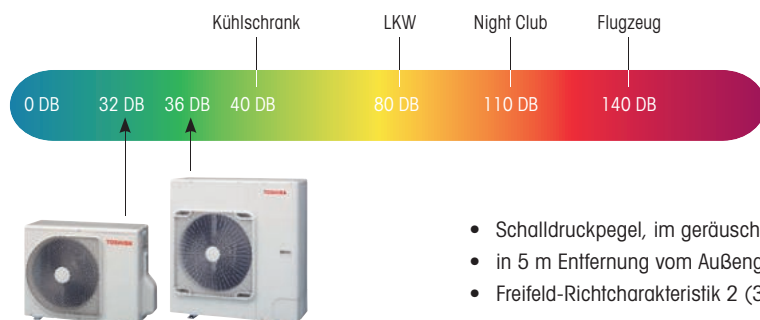 Kühlschrank LKW Night Club Flugzeug
0 DB 32 DB 36 DB 40 DB 80 DB 110 DB 140 DB
TOSHIBA
TOSHIBA
• Schalldruckpegel, im geräusch
• in 5 m Entfernung vom Außeng
• Freifeld-Richtcharakteristik 2 (3